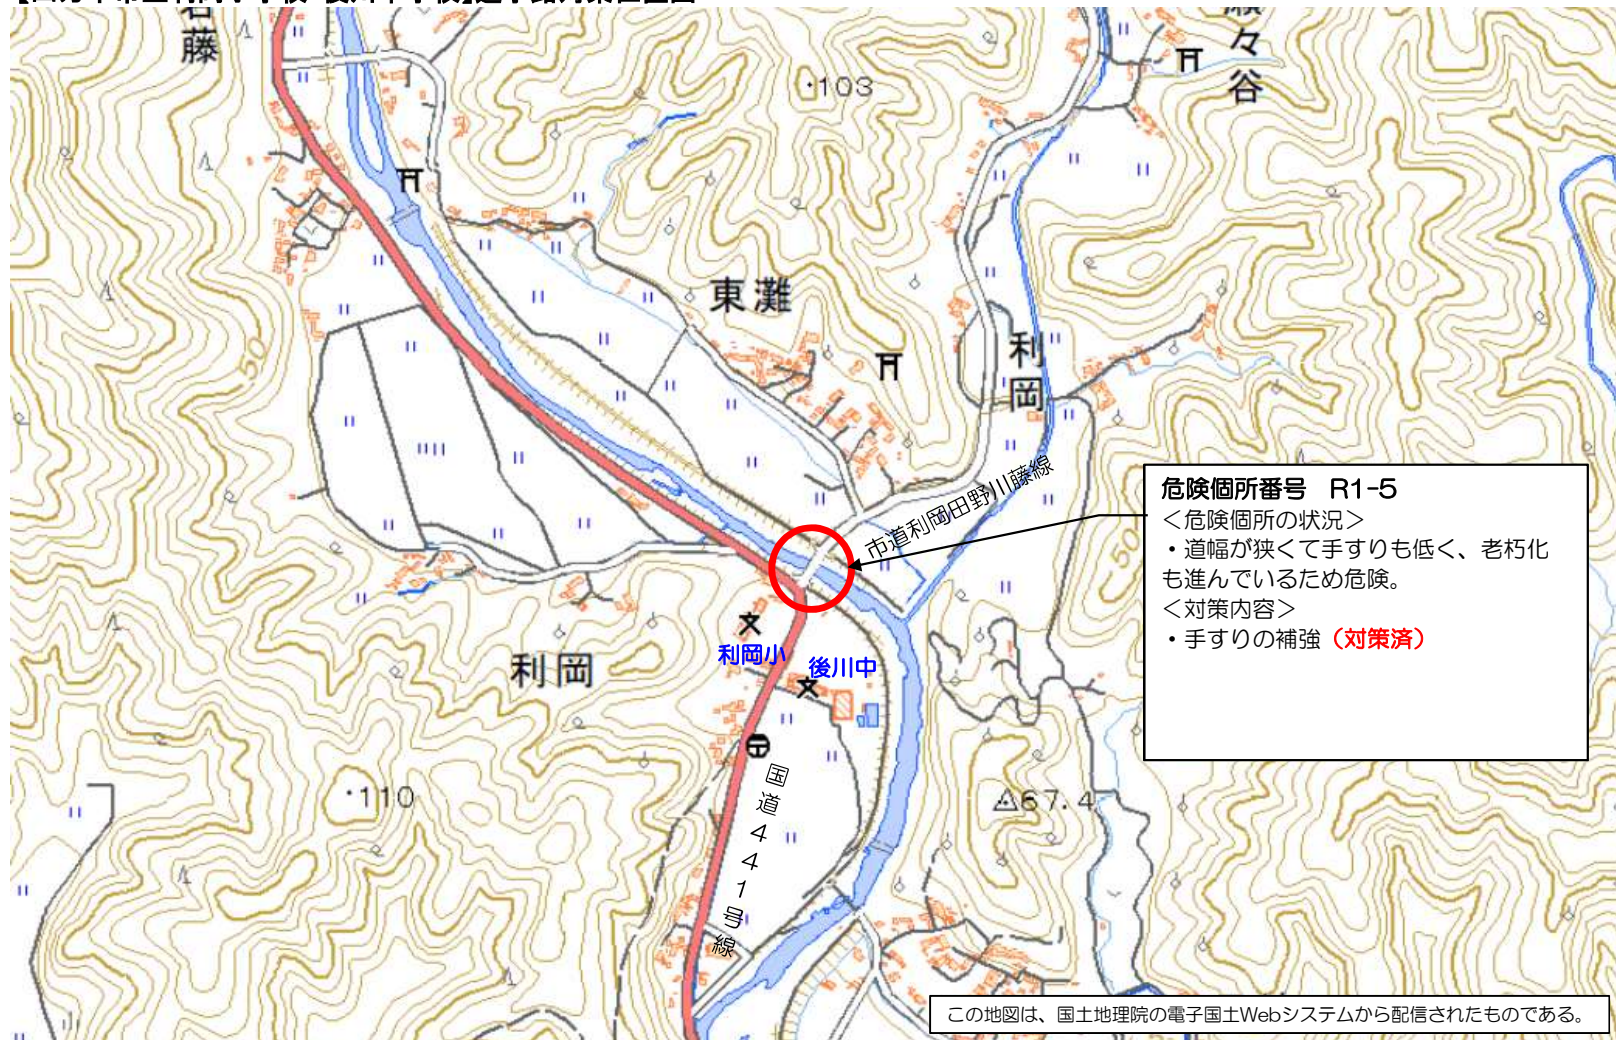 藤
々
谷
・103
東灘
利
岡
50
市道利岡田野川藤線
危険個所番号 R1-5
＜危険個所の状況＞
・道幅が狭くて手すりも低く、老朽化
も進んでいるため危険。
＜対策内容＞
・手すりの補強（対策済）
50
利岡小
利岡
後川中
国道441号線
・110
67.4
この地図は、国土地理院の電子国土Webシステムから配信されたものである。